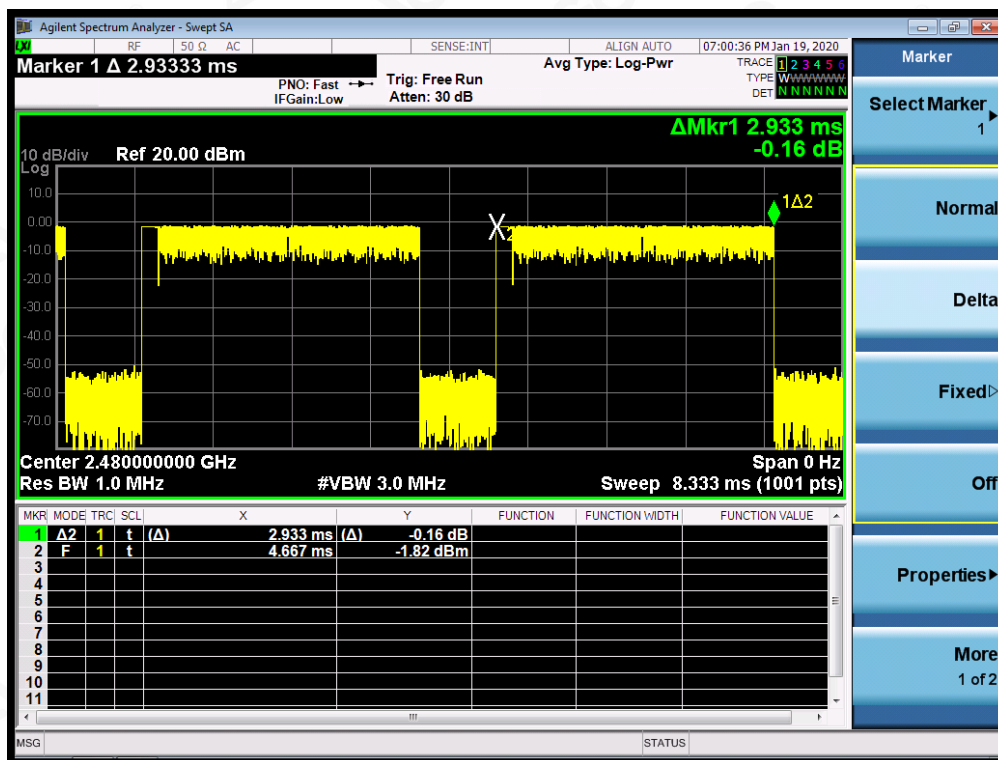 Agilent Spectrum Analyzer - Swept SA
LXI RF 50 Ω AC SENSE:INT ALIGN AUTO 07:00:36 PM Jan 19, 2020
Marker 1 Δ 2.93333 ms
PNO: Fast
IFGain:Low
Trig: Free Run
Atten: 30 dB
Avg Type: Log-Pwr
TRACE 1 2 3 4 5 6
TYPE WWWWWWW
DET N N N N N N
ΔMkr1 2.933 ms
-0.16 dB
10 dB/div Ref 20.00 dBm
Log
10.0
0.00
-10.0
-20.0
-30.0
-40.0
-50.0
-60.0
-70.0
X2
1Δ2
Center 2.480000000 GHz Span 0 Hz
Res BW 1.0 MHz #VBW 3.0 MHz Sweep 8.333 ms (1001 pts)
MKR MODE TRC SCL X Y FUNCTION FUNCTION WIDTH FUNCTION VALUE
1 Δ2 1 t (Δ) 2.933 ms (Δ) -0.16 dB
2 F 1 t 4.667 ms -1.82 dBm
3
4
5
6
7
8
9
10
11
MSG STATUS
Marker
Select Marker
1
Normal
Delta
Fixed
Off
Properties
More
1 of 2